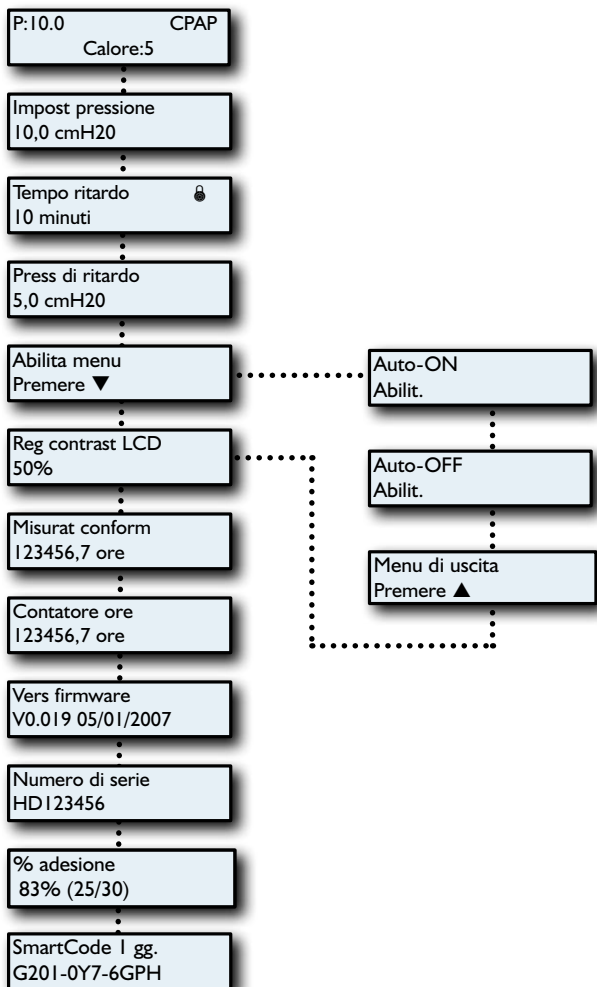 P:10.0 CPAP
Calore:5
Impost pressione
10,0 cmH20
Tempo ritardo
10 minuti
Press di ritardo
5,0 cmH20
Abilita menu
Premere ▼
Reg contrast LCD
50%
Misurat conform
123456,7 ore
Contatore ore
123456,7 ore
Vers firmware
V0.019 05/01/2007
Numero di serie
HD123456
% adesione
83% (25/30)
SmartCode 1 gg.
G201-0Y7-6GPH
Auto-ON
Abilit.
Auto-OFF
Abilit.
Menu di uscita
Premere ▲